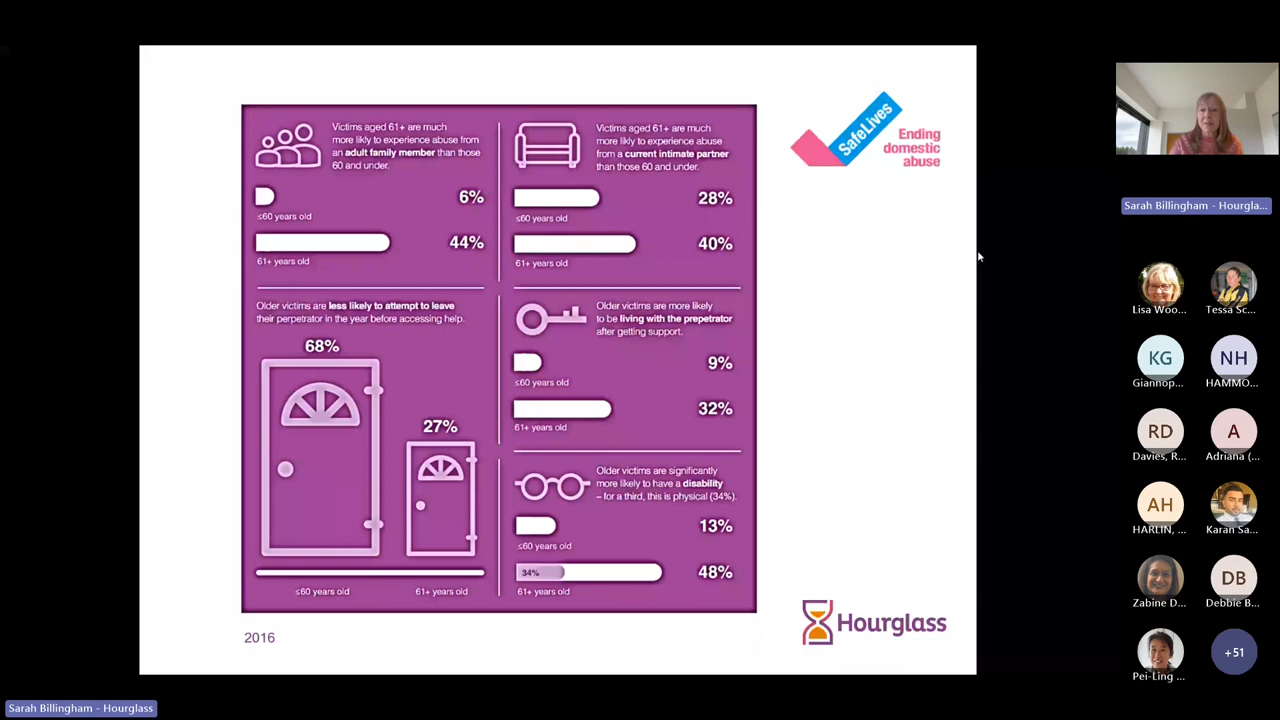 Victims aged 61+ are much
more likly to experience abuse from
an adult family member than those
60 and under.
6%
≤60 years old
44%
61+ years old
Victims aged 61+ are much
more likly to experience abuse
from a current intimate partner
than those 60 and under.
28%
≤60 years old
40%
61+ years old
Older victims are less likely to attempt to leave
their perpetrator in the year before accessing help.
68%
27%
≤60 years old
61+ years old
Older victims are more likely
to be living with the prepetrator
after getting support.
9%
≤60 years old
32%
61+ years old
Older victims are significantly
more likely to have a disability
– for a third, this is physical (34%).
13%
≤60 years old
34%
48%
61+ years old
SafeLives
Ending
domestic
abuse
2016
Hourglass
Sarah Billingham - Hourgla...
Lisa Woo...
Tessa Sc...
KG
Giannop...
NH
HAMMO...
RD
Davies, R...
A
Adriana (...
AH
HARLIN, ...
Karan Sa...
Zabine D...
DB
Debbie B...
Pei-Ling ...
+51
Sarah Billingham - Hourglass